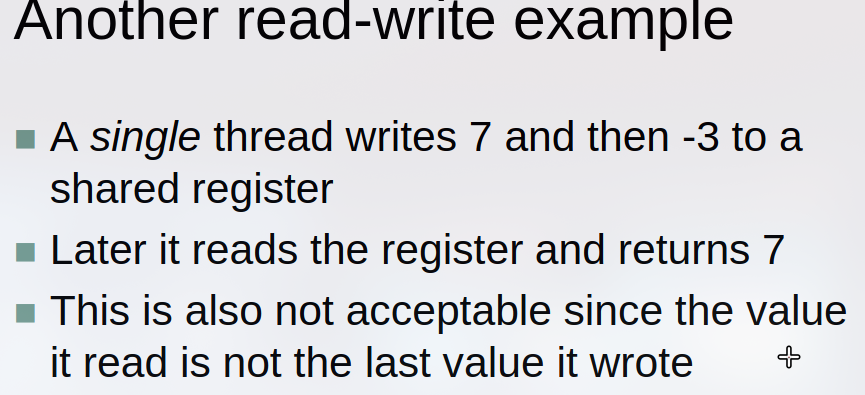 Another read-write example
A single thread writes 7 and then -3 to a
shared register
Later it reads the register and returns 7
This is also not acceptable since the value
it read is not the last value it wrote